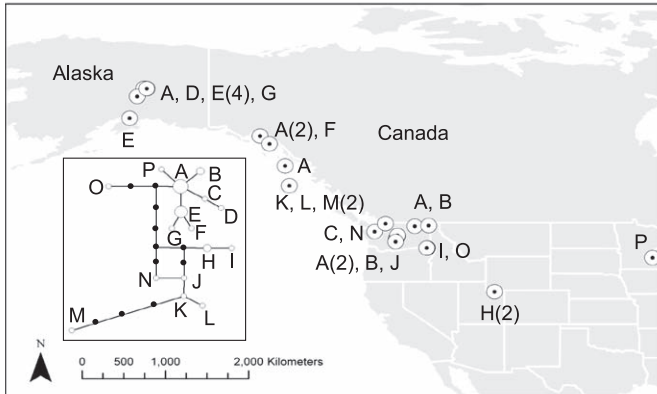 Alaska
A, D, E(4), G
E
A(2), F
Canada
A
K, L, M(2)
A, B
C, N
A(2), B, J
I, O
P
H(2)
P
A
B
O
C
D
E
G
F
H
I
N
J
K
L
M
N
0
500
1,000
2,000 Kilometers